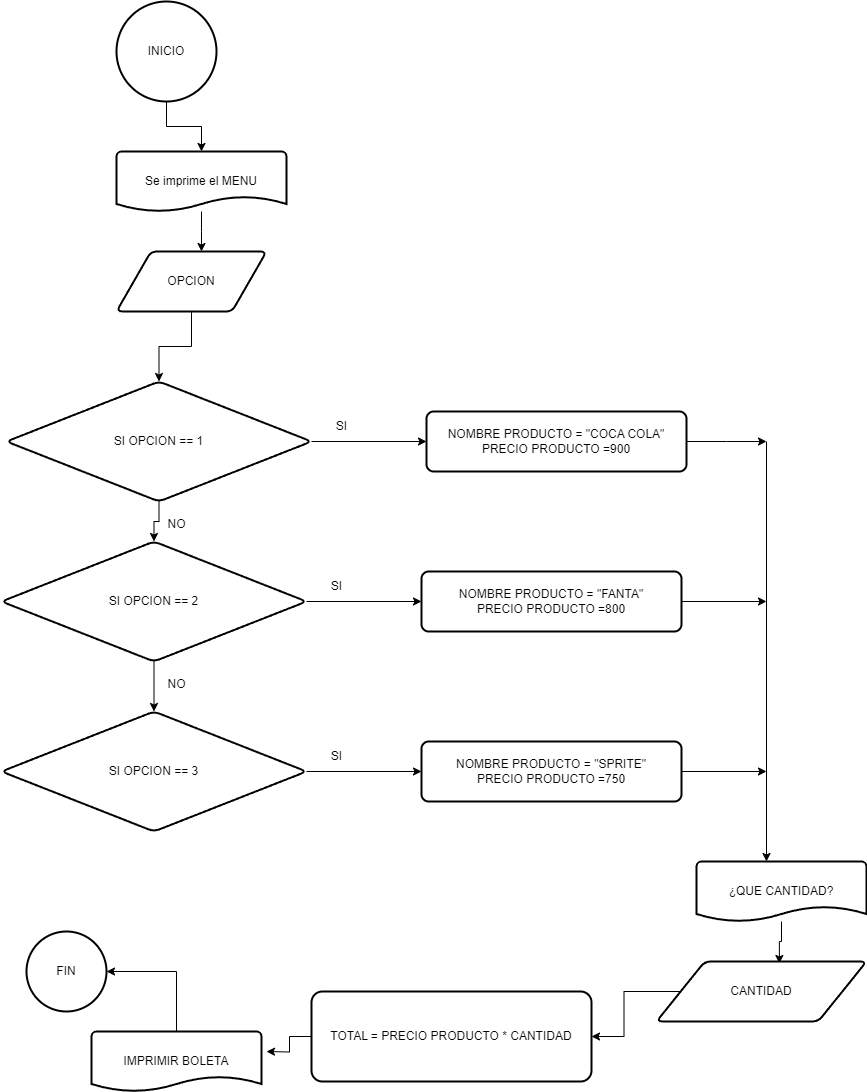 INICIO
Se imprime el MENU
OPCION
SI OPCION == 1
SI
NOMBRE PRODUCTO = "COCA COLA"
PRECIO PRODUCTO =900
NO
SI OPCION == 2
SI
NOMBRE PRODUCTO = "FANTA"
PRECIO PRODUCTO =800
NO
SI OPCION == 3
SI
NOMBRE PRODUCTO = "SPRITE"
PRECIO PRODUCTO =750
¿QUE CANTIDAD?
CANTIDAD
TOTAL = PRECIO PRODUCTO * CANTIDAD
IMPRIMIR BOLETA
FIN